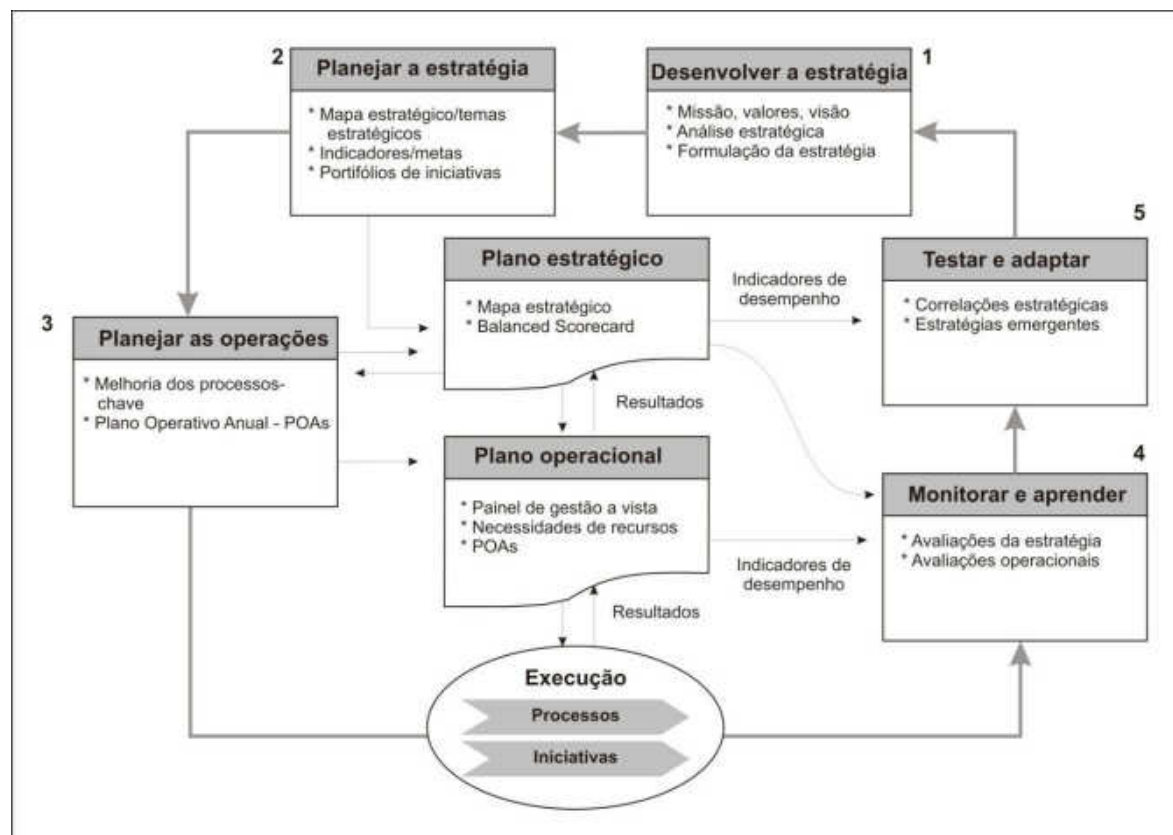 2
Planejar a estratégia
* Mapa estratégico/temas
estratégicos
* Indicadores/metas
* Portifólios de iniciativas
1
Desenvolver a estratégia
* Missão, valores, visão
* Análise estratégica
* Formulação da estratégia
5
Testar e adaptar
* Correlações estratégicas
* Estratégias emergentes
Plano estratégico
* Mapa estratégico
* Balanced Scorecard
Indicadores de
desempenho
3
Planejar as operações
* Melhoria dos processos-
chave
* Plano Operativo Anual - POAs
Resultados
Plano operacional
* Painel de gestão a vista
* Necessidades de recursos
* POAs
Indicadores de
desempenho
4
Monitorar e aprender
* Avaliações da estratégia
* Avaliações operacionais
Resultados
Execução
Processos
Iniciativas